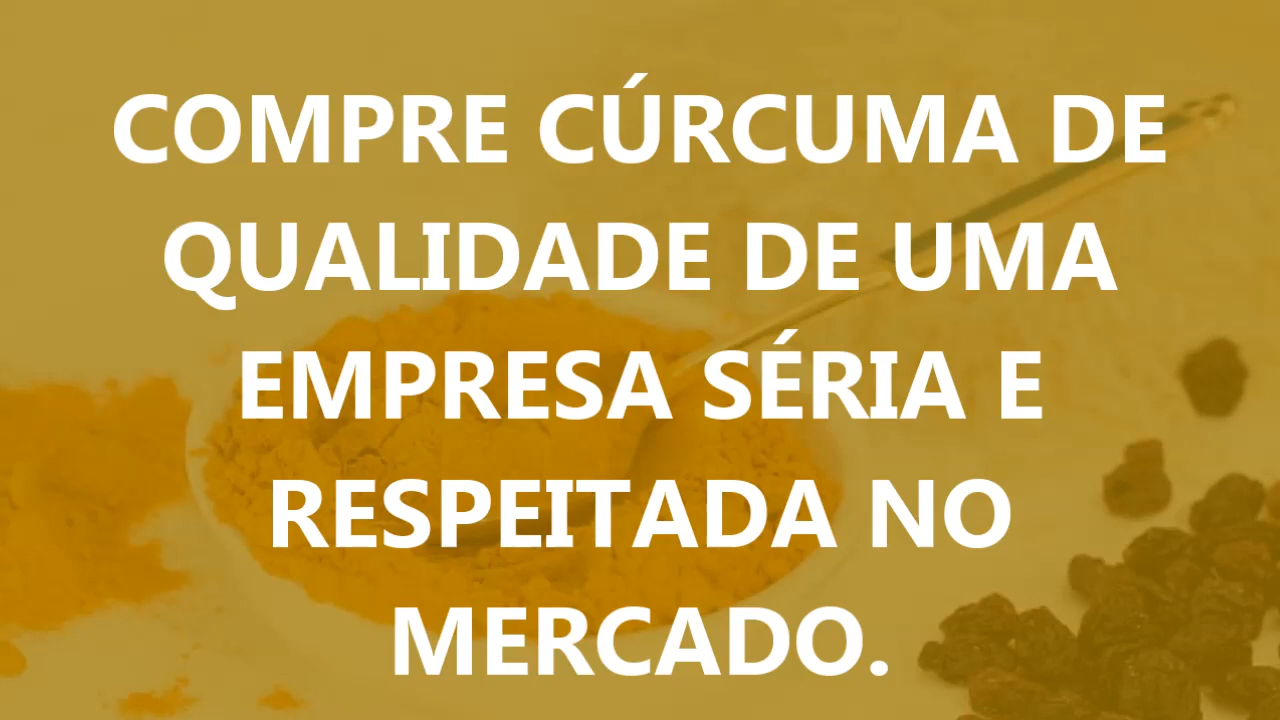 COMPRE CÚRCUMA DE
QUALIDADE DE UMA
EMPRESA SÉRIA E
RESPEITADA NO
MERCADO.